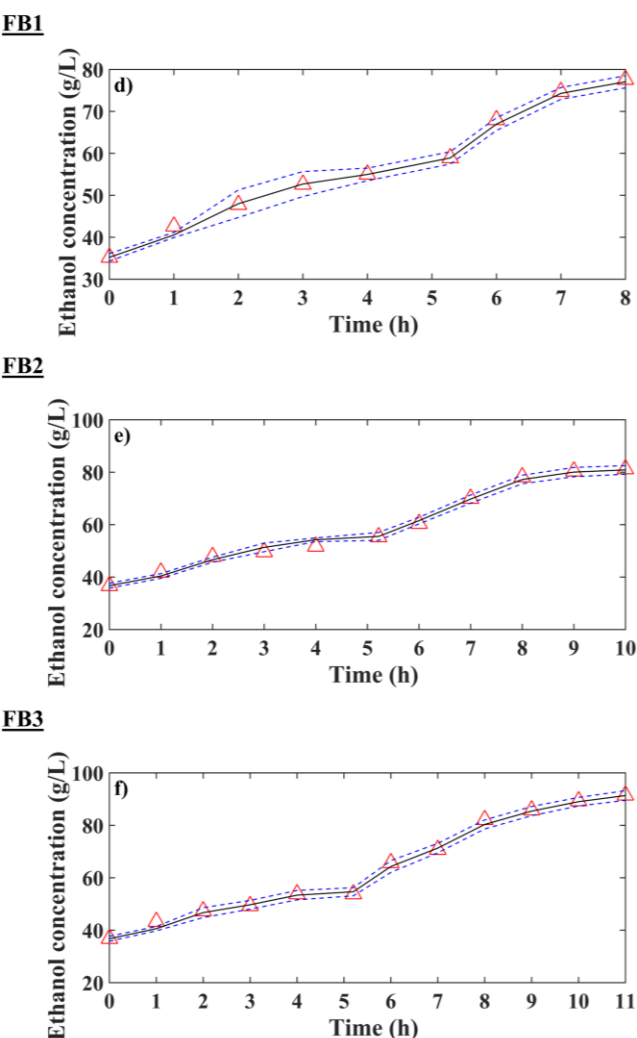 FB1
d)
Ethanol concentration (g/L)
80
70
60
50
40
30
0 1 2 3 4 5 6 7 8
Time (h)
FB2
e)
Ethanol concentration (g/L)
100
80
60
40
20
0 1 2 3 4 5 6 7 8 9 10
Time (h)
FB3
f)
Ethanol concentration (g/L)
100
80
60
40
20
0 1 2 3 4 5 6 7 8 9 10 11
Time (h)